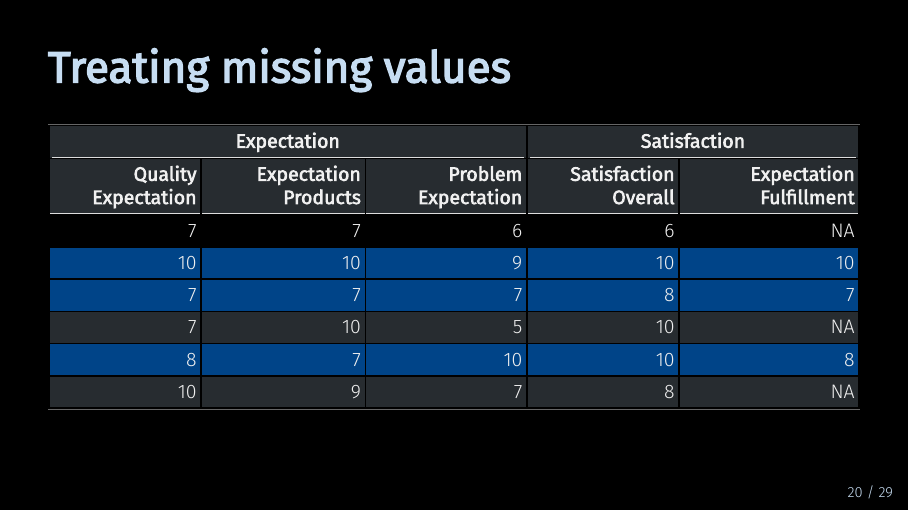 Treating missing values
Expectation Satisfaction
Quality Expectation Problem Satisfaction Expectation
Expectation Products Expectation Overall Fulfillment
7 7 6 6 NA
10 10 9 10 10
7 7 7 8 7
7 10 5 10 NA
8 7 10 10 8
10 9 7 8 NA
20 / 29